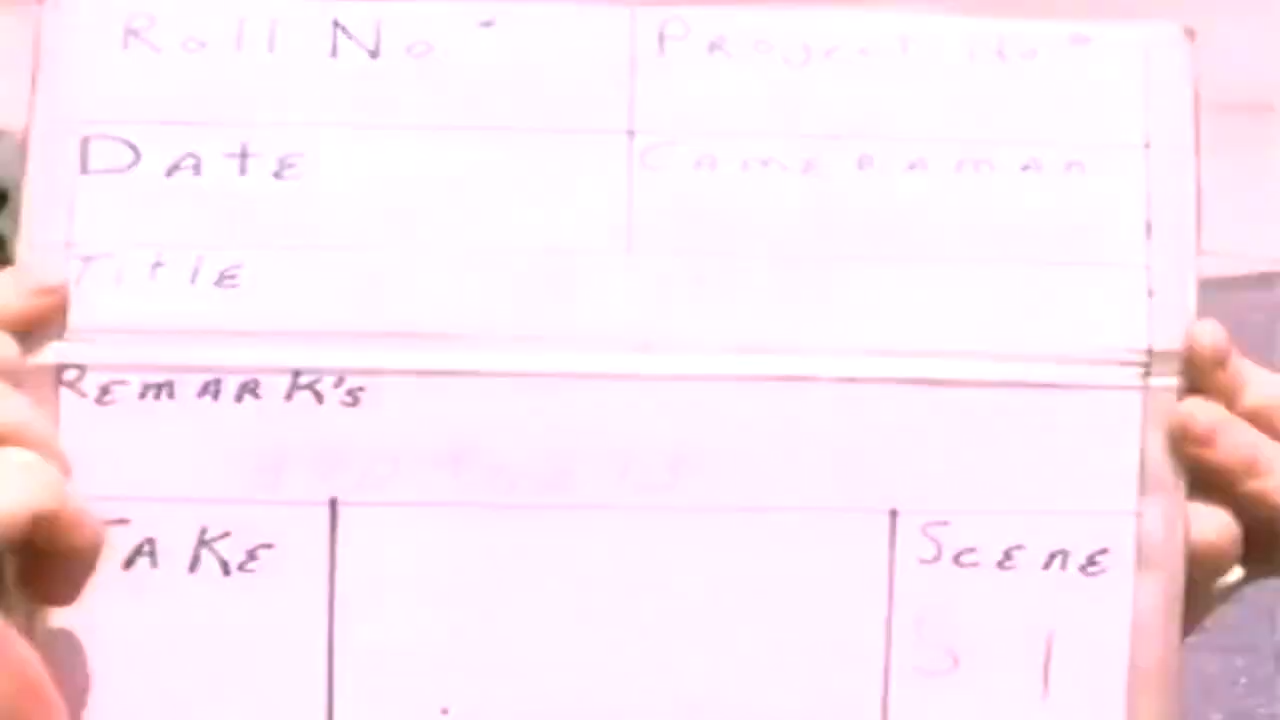 Roll No
Project No
Date
Cameraman
Title
Remark's
Take
Scene
S 1